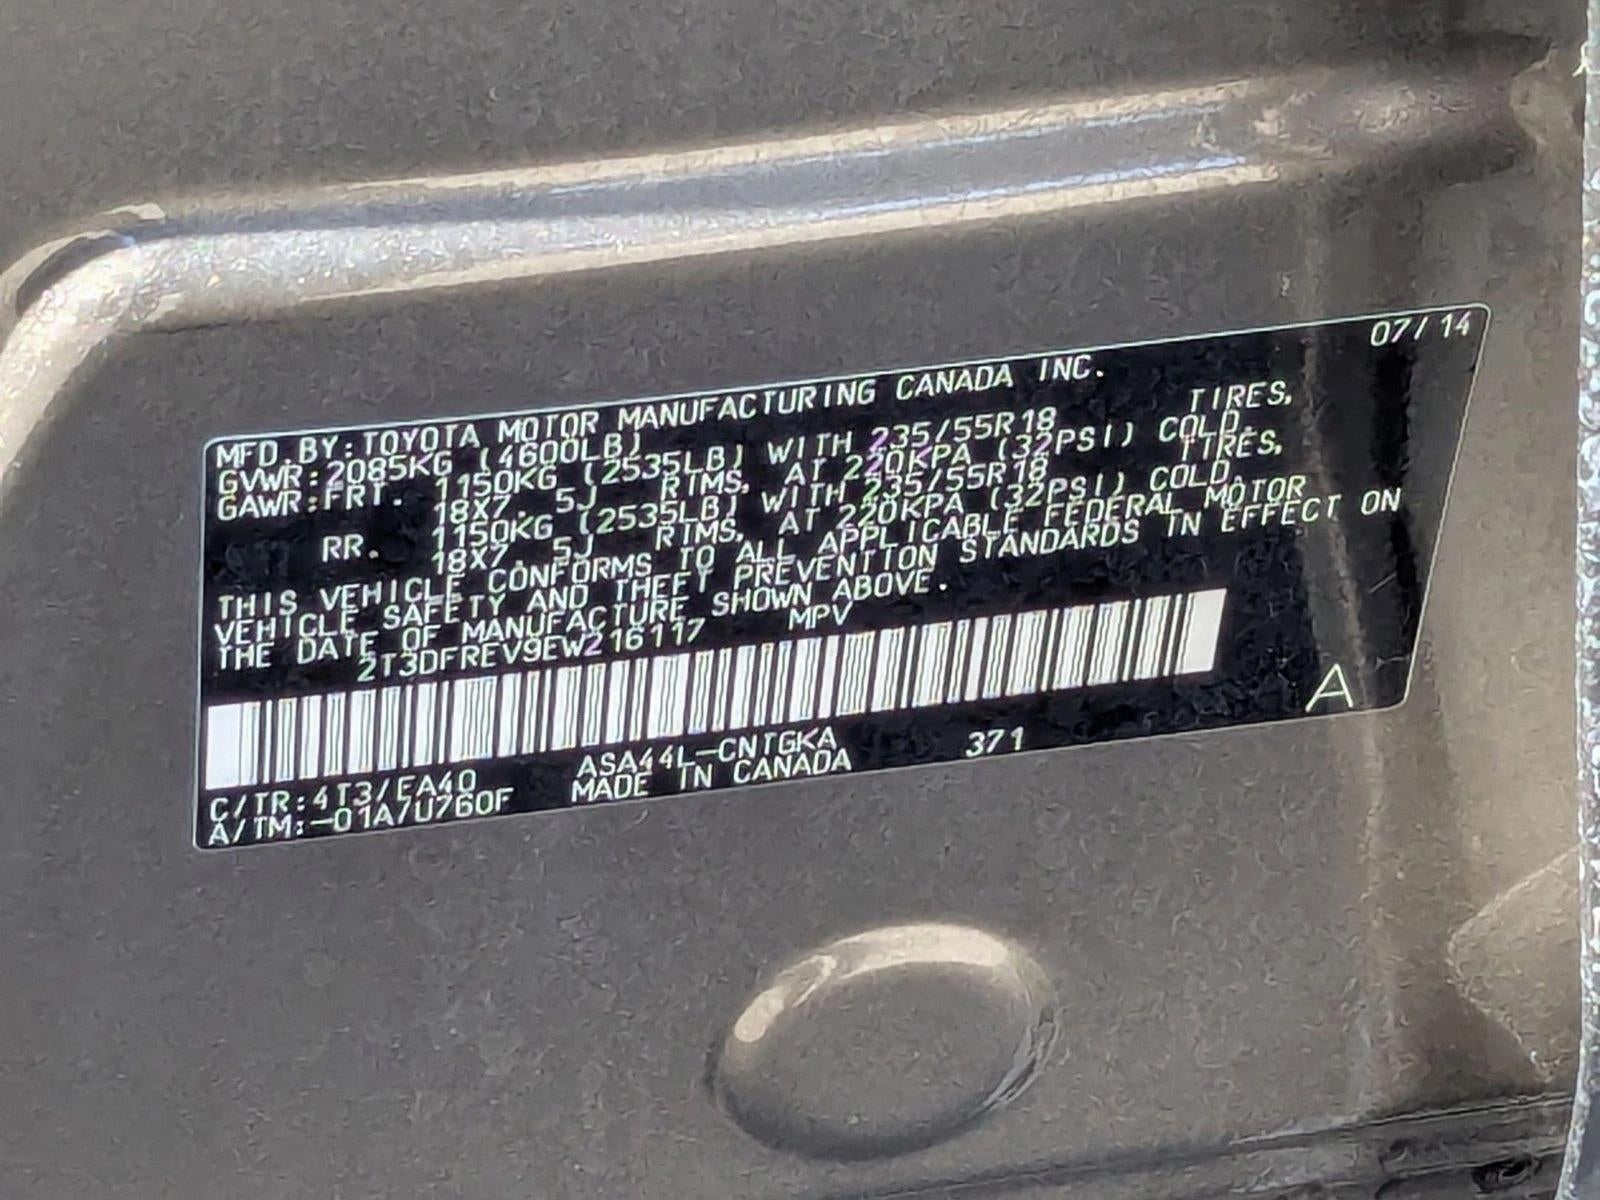 07/14
MFD.BY:TOYOTA MOTOR MANUFACTURING CANADA INC.
GVWR:2085KG (4600LB)
GAWR:FRT. 1150KG (2535LB) WITH 235/55R18 TIRES,
18X7.5J RIMS, AT 220KPA (32PSI) COLD.
RR. 1150KG (2535LB) WITH 235/55R18 TIRES,
18X7.5J RIMS, AT 220KPA (32PSI) COLD.
THIS VEHICLE CONFORMS TO ALL APPLICABLE FEDERAL MOTOR
VEHICLE SAFETY AND THEFT PREVENTION STANDARDS IN EFFECT ON
THE DATE OF MANUFACTURE SHOWN ABOVE.
2T3DFREV9EW216117 MPV
A
C/TR:4T3/EA40 ASA44L-CNTGKA 371
A/TM:-01A/U760F MADE IN CANADA